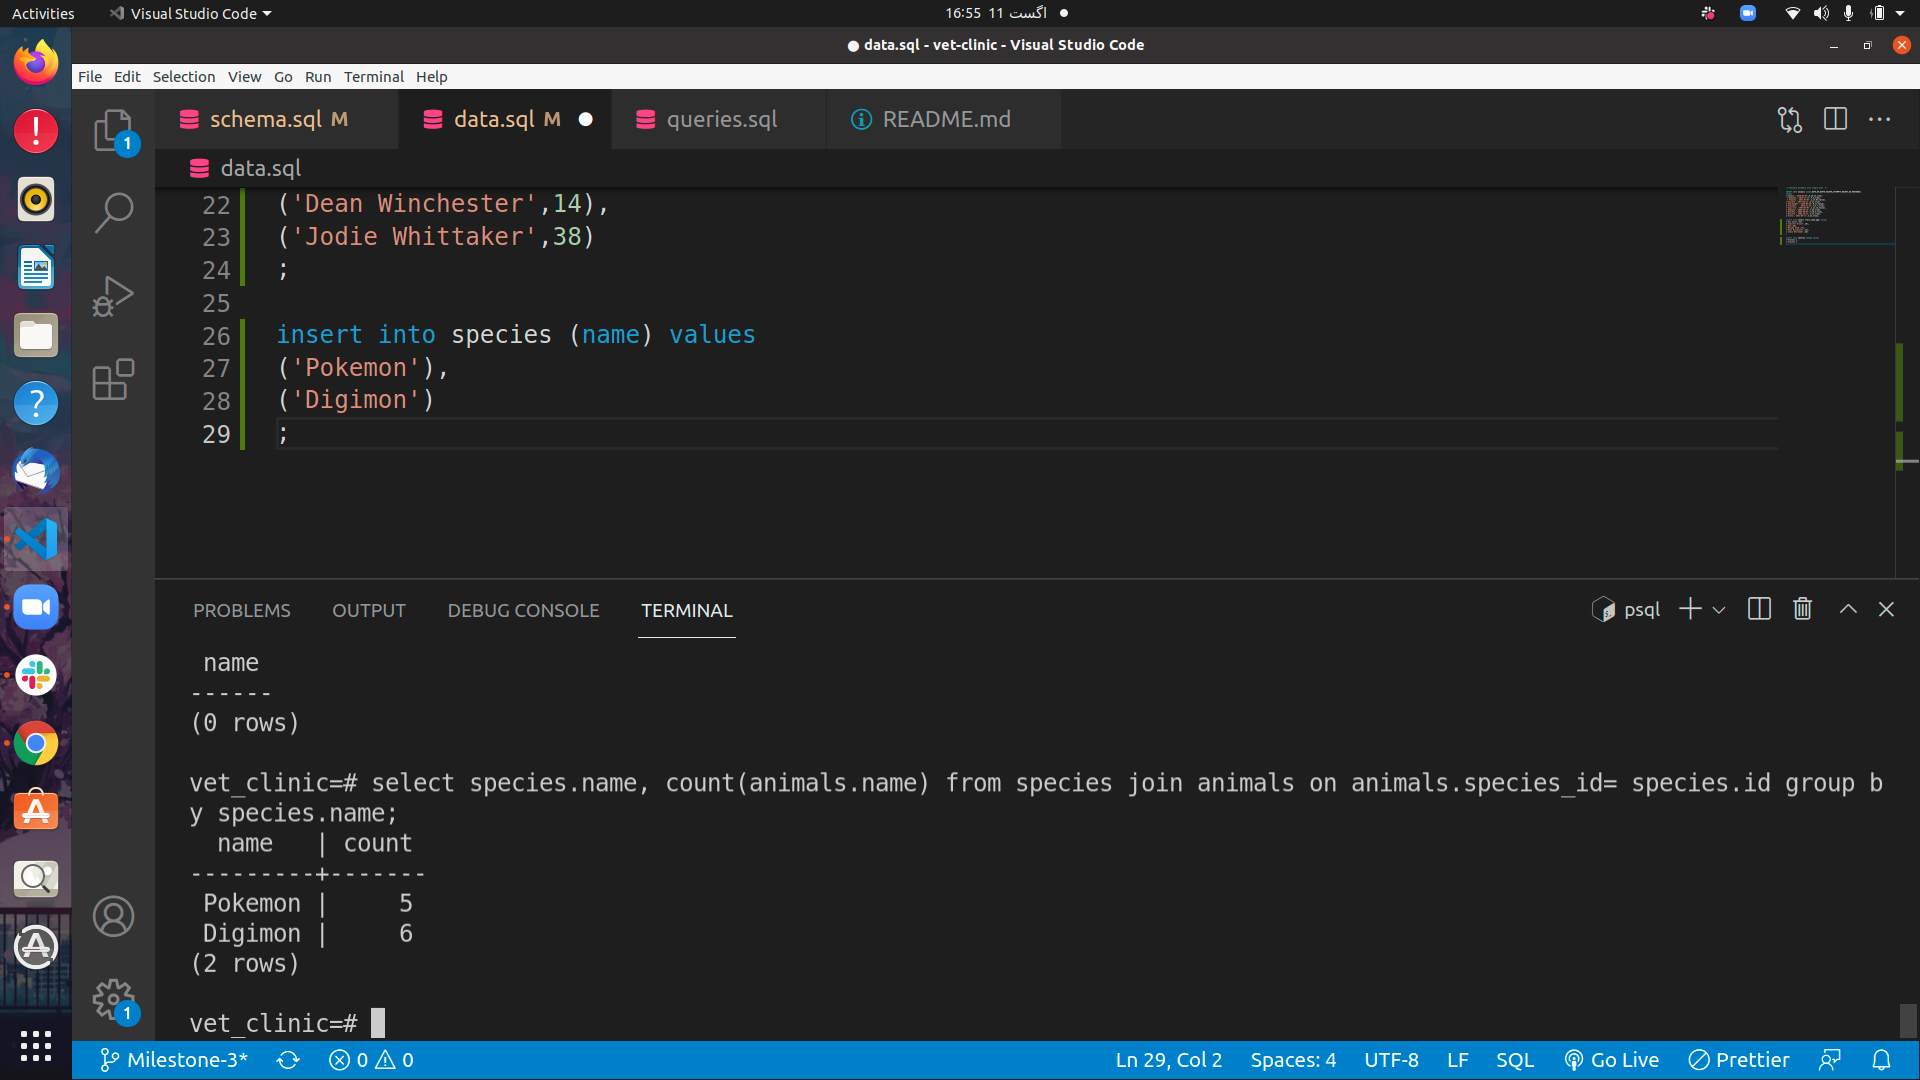 Activities
Visual Studio Code
16:55 11 اگست
data.sql - vet-clinic - Visual Studio Code
File Edit Selection View Go Run Terminal Help
1
schema.sql M
data.sql M
queries.sql
README.md
data.sql
22 ('Dean Winchester',14),
23 ('Jodie Whittaker',38)
24 ;
25
26 insert into species (name) values
27 ('Pokemon'),
28 ('Digimon')
29 ;
PROBLEMS OUTPUT DEBUG CONSOLE TERMINAL
psql
name
------
(0 rows)
vet_clinic=# select species.name, count(animals.name) from species join animals on animals.species_id= species.id group b
y species.name;
name | count
---------+-------
Pokemon | 5
Digimon | 6
(2 rows)
vet_clinic=#
1
Milestone-3* 0 0 Ln 29, Col 2 Spaces: 4 UTF-8 LF SQL Go Live Prettier